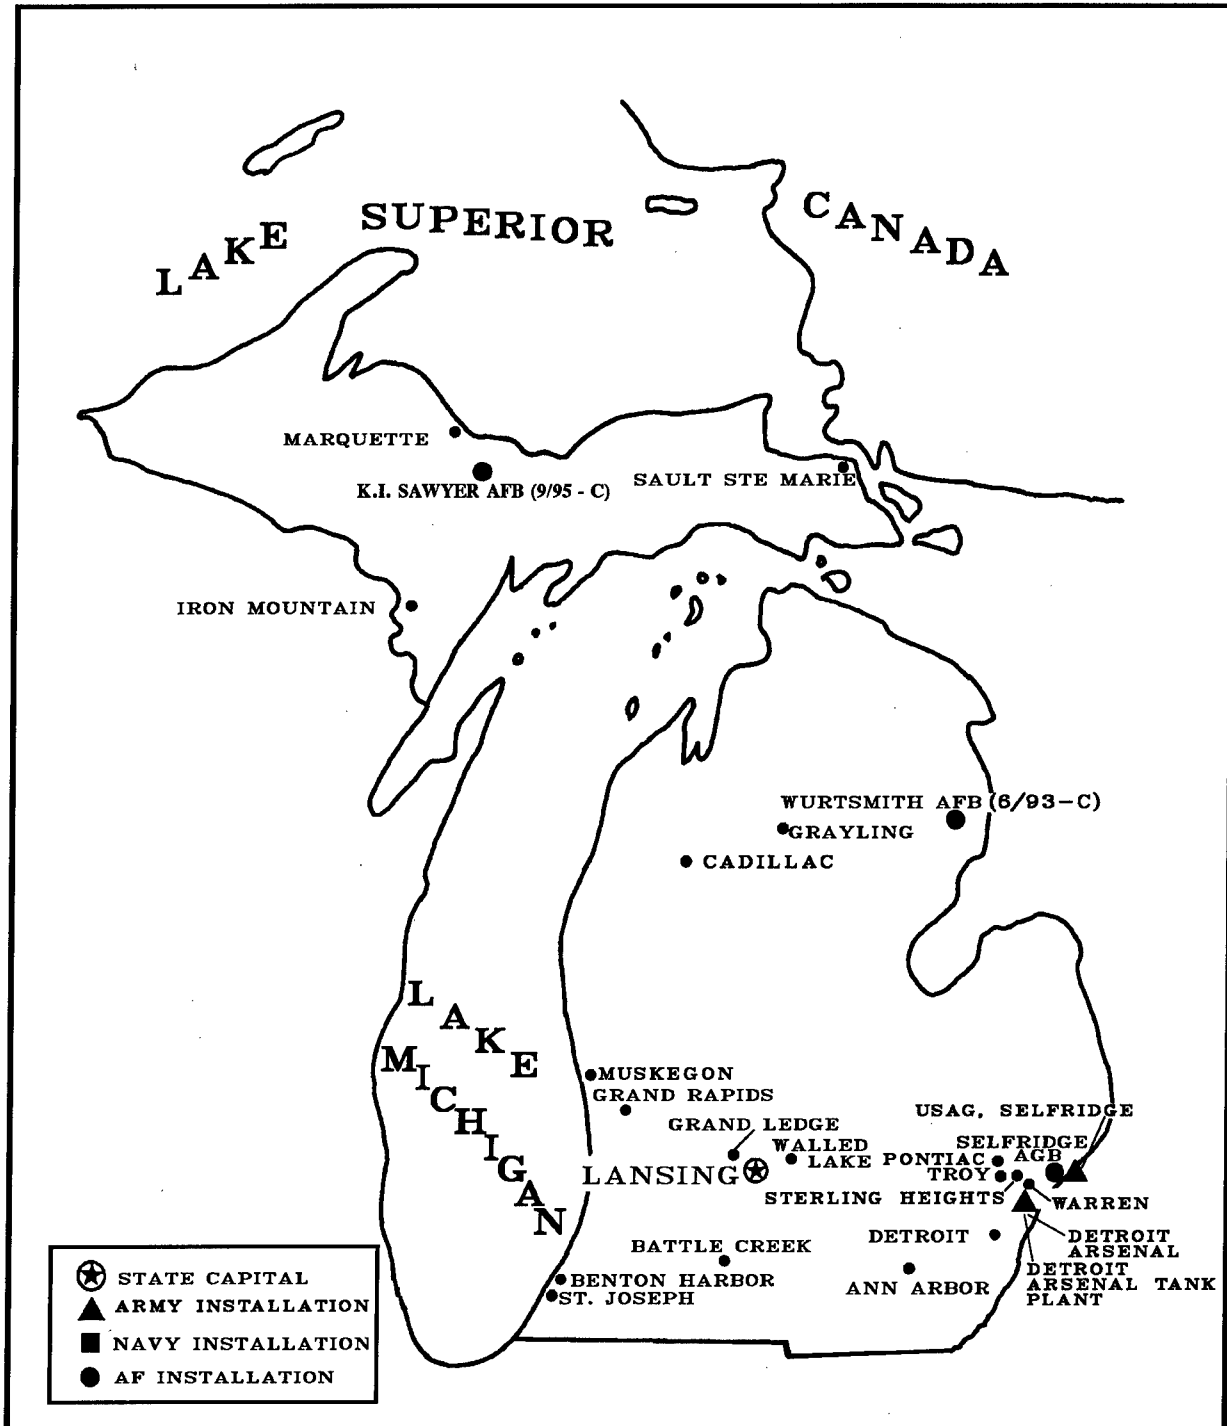 LAKE SUPERIOR
CANADA
MARQUETTE
K.I. SAWYER AFB (9/95 - C)
SAULT STE MARIE
IRON MOUNTAIN
WURTSMITH AFB (6/93-C)
GRAYLING
CADILLAC
LAKE
MICHIGAN
MUSKEGON
GRAND RAPIDS
USAG, SELFRIDGE
GRAND LEDGE
SELFRIDGE
AGB
WALLED
LAKE
PONTIAC
LANSING
TROY
STERLING HEIGHTS
WARREN
DETROIT
DETROIT
ARSENAL
BATTLE CREEK
DETROIT
ARSENAL TANK
PLANT
BENTON HARBOR
ANN ARBOR
ST. JOSEPH
STATE CAPITAL
ARMY INSTALLATION
NAVY INSTALLATION
AF INSTALLATION